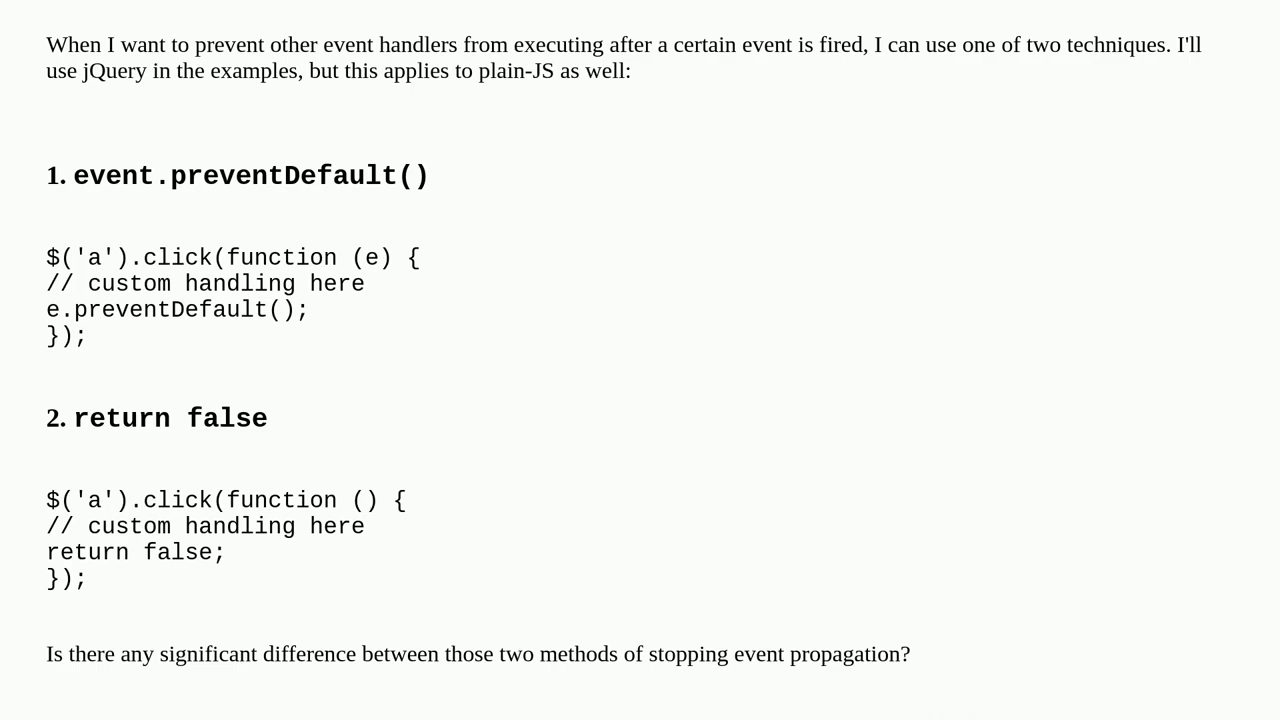 When I want to prevent other event handlers from executing after a certain event is fired, I can use one of two techniques. I'll
use jQuery in the examples, but this applies to plain-JS as well:
1. event.preventDefault()
$('a').click(function (e) {
// custom handling here
e.preventDefault();
});
2. return false
$('a').click(function () {
// custom handling here
return false;
});
Is there any significant difference between those two methods of stopping event propagation?